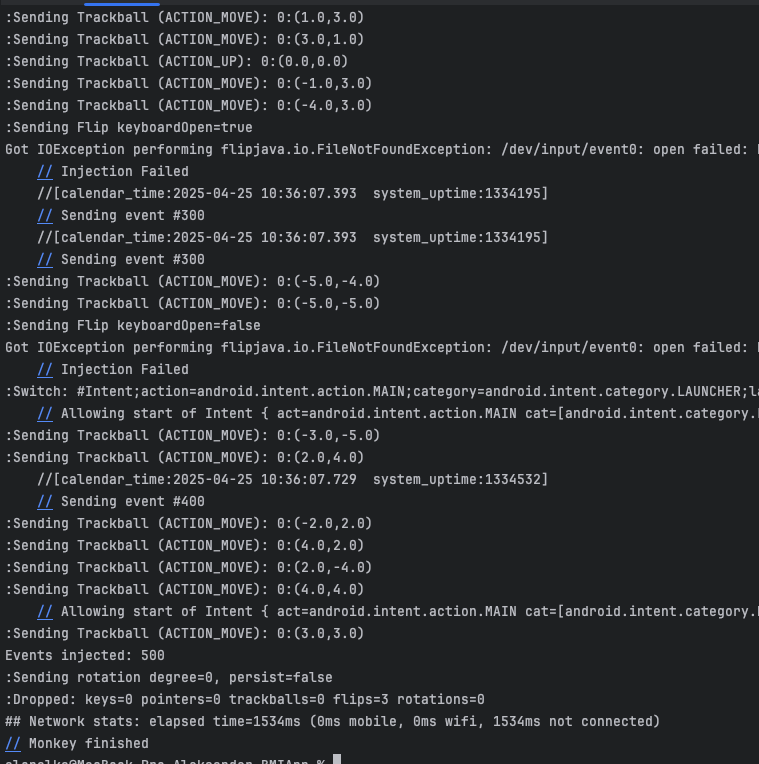 :Sending Trackball (ACTION_MOVE): 0:(1.0,3.0)
:Sending Trackball (ACTION_MOVE): 0:(3.0,1.0)
:Sending Trackball (ACTION_UP): 0:(0.0,0.0)
:Sending Trackball (ACTION_MOVE): 0:(-1.0,3.0)
:Sending Trackball (ACTION_MOVE): 0:(-4.0,3.0)
:Sending Flip keyboardOpen=true
Got IOException performing flipjava.io.FileNotFoundException: /dev/input/event0: open failed:
// Injection Failed
//[calendar_time:2025-04-25 10:36:07.393  system_uptime:1334195]
// Sending event #300
//[calendar_time:2025-04-25 10:36:07.393  system_uptime:1334195]
// Sending event #300
:Sending Trackball (ACTION_MOVE): 0:(-5.0,-4.0)
:Sending Trackball (ACTION_MOVE): 0:(-5.0,-5.0)
:Sending Flip keyboardOpen=false
Got IOException performing flipjava.io.FileNotFoundException: /dev/input/event0: open failed:
// Injection Failed
:Switch: #Intent;action=android.intent.action.MAIN;category=android.intent.category.LAUNCHER;la
// Allowing start of Intent { act=android.intent.action.MAIN cat=[android.intent.category.
:Sending Trackball (ACTION_MOVE): 0:(-3.0,-5.0)
:Sending Trackball (ACTION_MOVE): 0:(2.0,4.0)
//[calendar_time:2025-04-25 10:36:07.729  system_uptime:1334532]
// Sending event #400
:Sending Trackball (ACTION_MOVE): 0:(-2.0,2.0)
:Sending Trackball (ACTION_MOVE): 0:(4.0,2.0)
:Sending Trackball (ACTION_MOVE): 0:(2.0,-4.0)
:Sending Trackball (ACTION_MOVE): 0:(4.0,4.0)
// Allowing start of Intent { act=android.intent.action.MAIN cat=[android.intent.category.
:Sending Trackball (ACTION_MOVE): 0:(3.0,3.0)
Events injected: 500
:Sending rotation degree=0, persist=false
:Dropped: keys=0 pointers=0 trackballs=0 flips=3 rotations=0
## Network stats: elapsed time=1534ms (0ms mobile, 0ms wifi, 1534ms not connected)
// Monkey finished